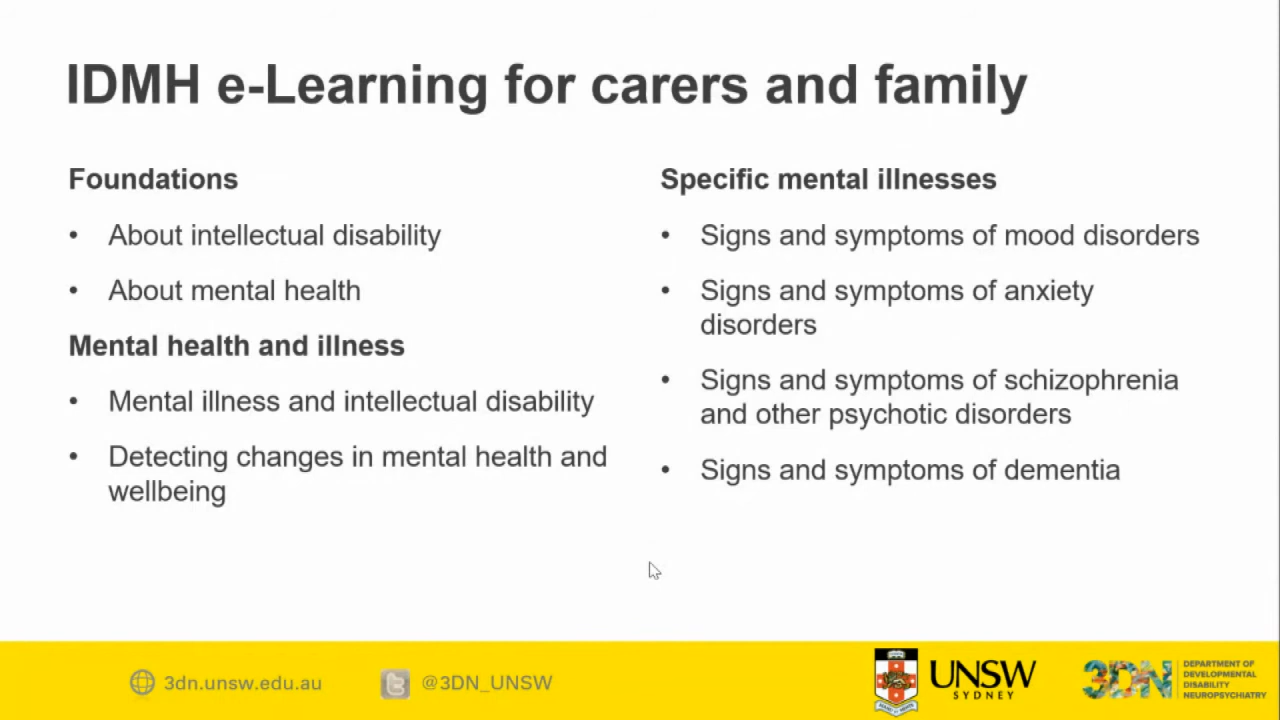 IDMH e-Learning for carers and family
Foundations
• About intellectual disability
• About mental health
Mental health and illness
• Mental illness and intellectual disability
• Detecting changes in mental health and
wellbeing
Specific mental illnesses
• Signs and symptoms of mood disorders
• Signs and symptoms of anxiety
disorders
• Signs and symptoms of schizophrenia
and other psychotic disorders
• Signs and symptoms of dementia
3dn.unsw.edu.au
@3DN_UNSW
UNSW
SYDNEY
3DN
DEPARTMENT OF
DEVELOPMENTAL
DISABILITY
NEUROPSYCHIATRY